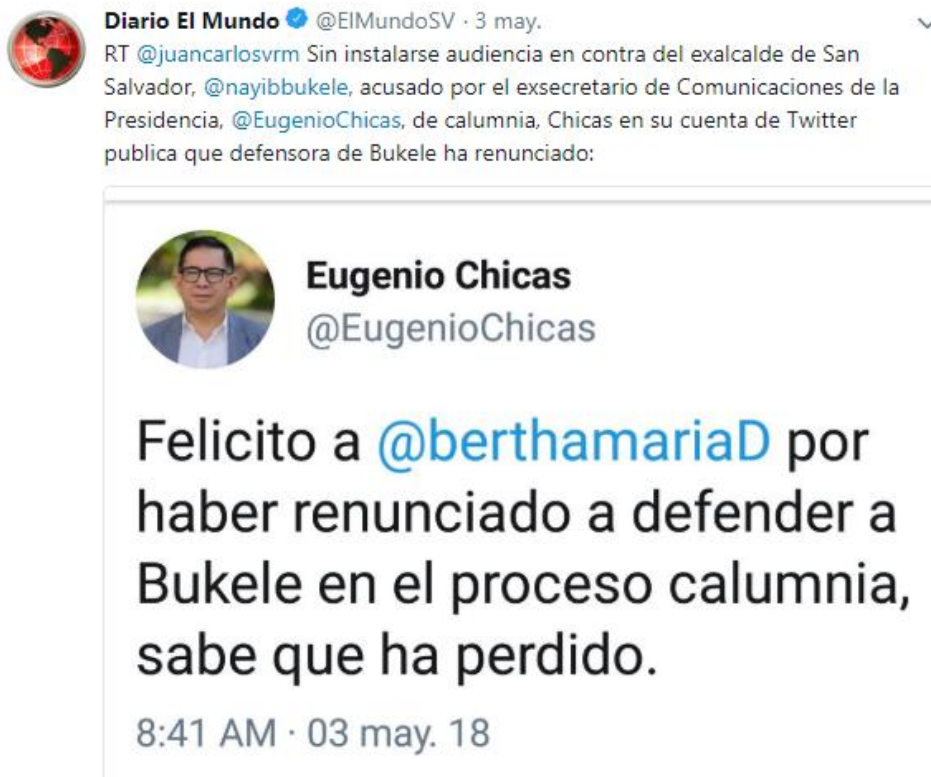 Diario El Mundo @ElMundoSV · 3 may.
RT @juancarlosvrm Sin instalarse audiencia en contra del exalcalde de San
Salvador, @nayibbukele, acusado por el exsecretario de Comunicaciones de la
Presidencia, @EugenioChicas, de calumnia, Chicas en su cuenta de Twitter
publica que defensora de Bukele ha renunciado:
Eugenio Chicas
@EugenioChicas
Felicito a @berthamariaD por
haber renunciado a defender a
Bukele en el proceso calumnia,
sabe que ha perdido.
8:41 AM · 03 may. 18